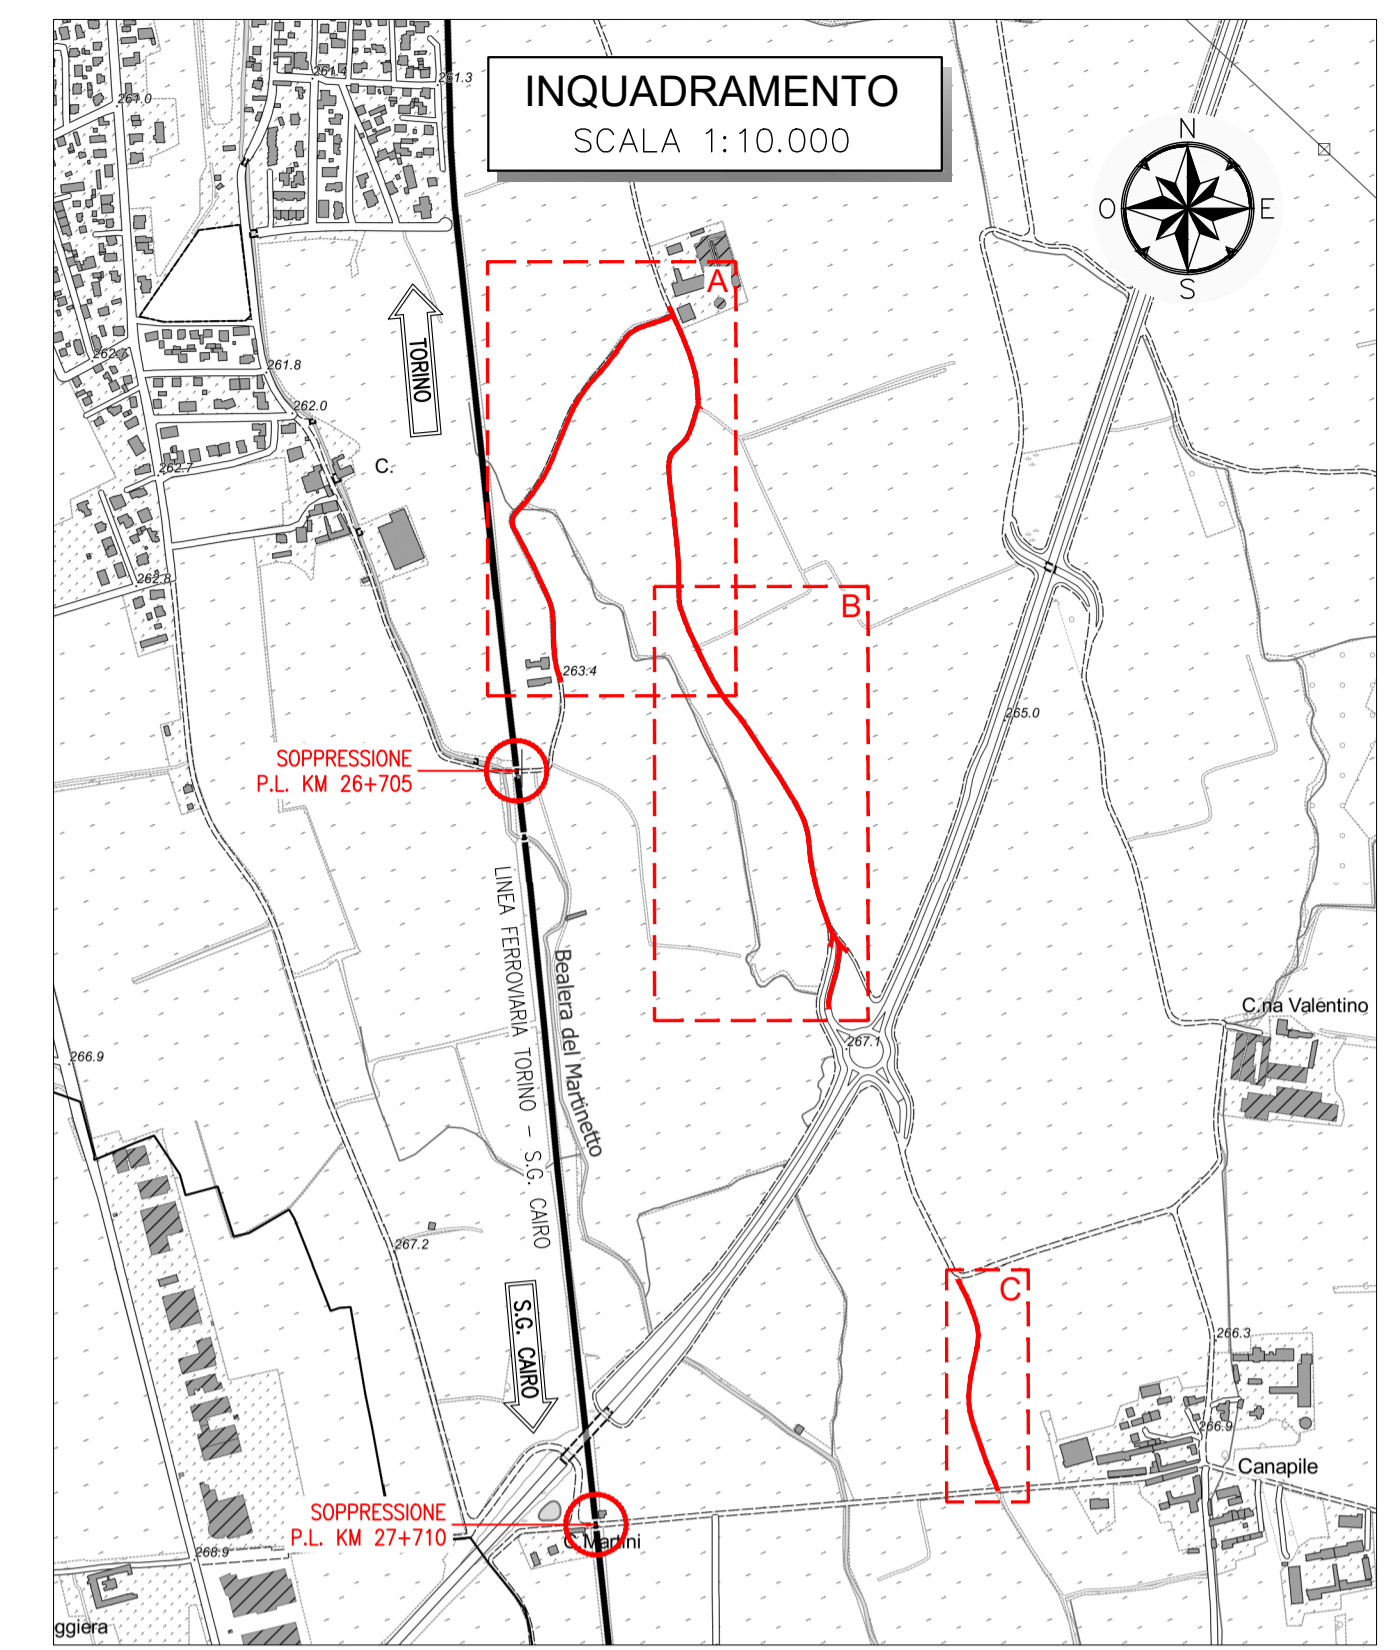 261.4
261.3
261.0
INQUADRAMENTO
SCALA 1:10.000
N
O
E
S
A
TORINO
262.7
261.8
262.0
C.
262.7
262.8
B
263.4
265.0
SOPPRESSIONE
P.L. KM 26+705
LINEA FERROVIARIA TORINO - S.G. CAIRO
Bealera del Martinetto
C.na Valentino
267.1
266.9
267.2
S.G. CAIRO
C
266.3
266.9
Canapile
SOPPRESSIONE
P.L. KM 27+710
C.Martini
268.9
ggiera